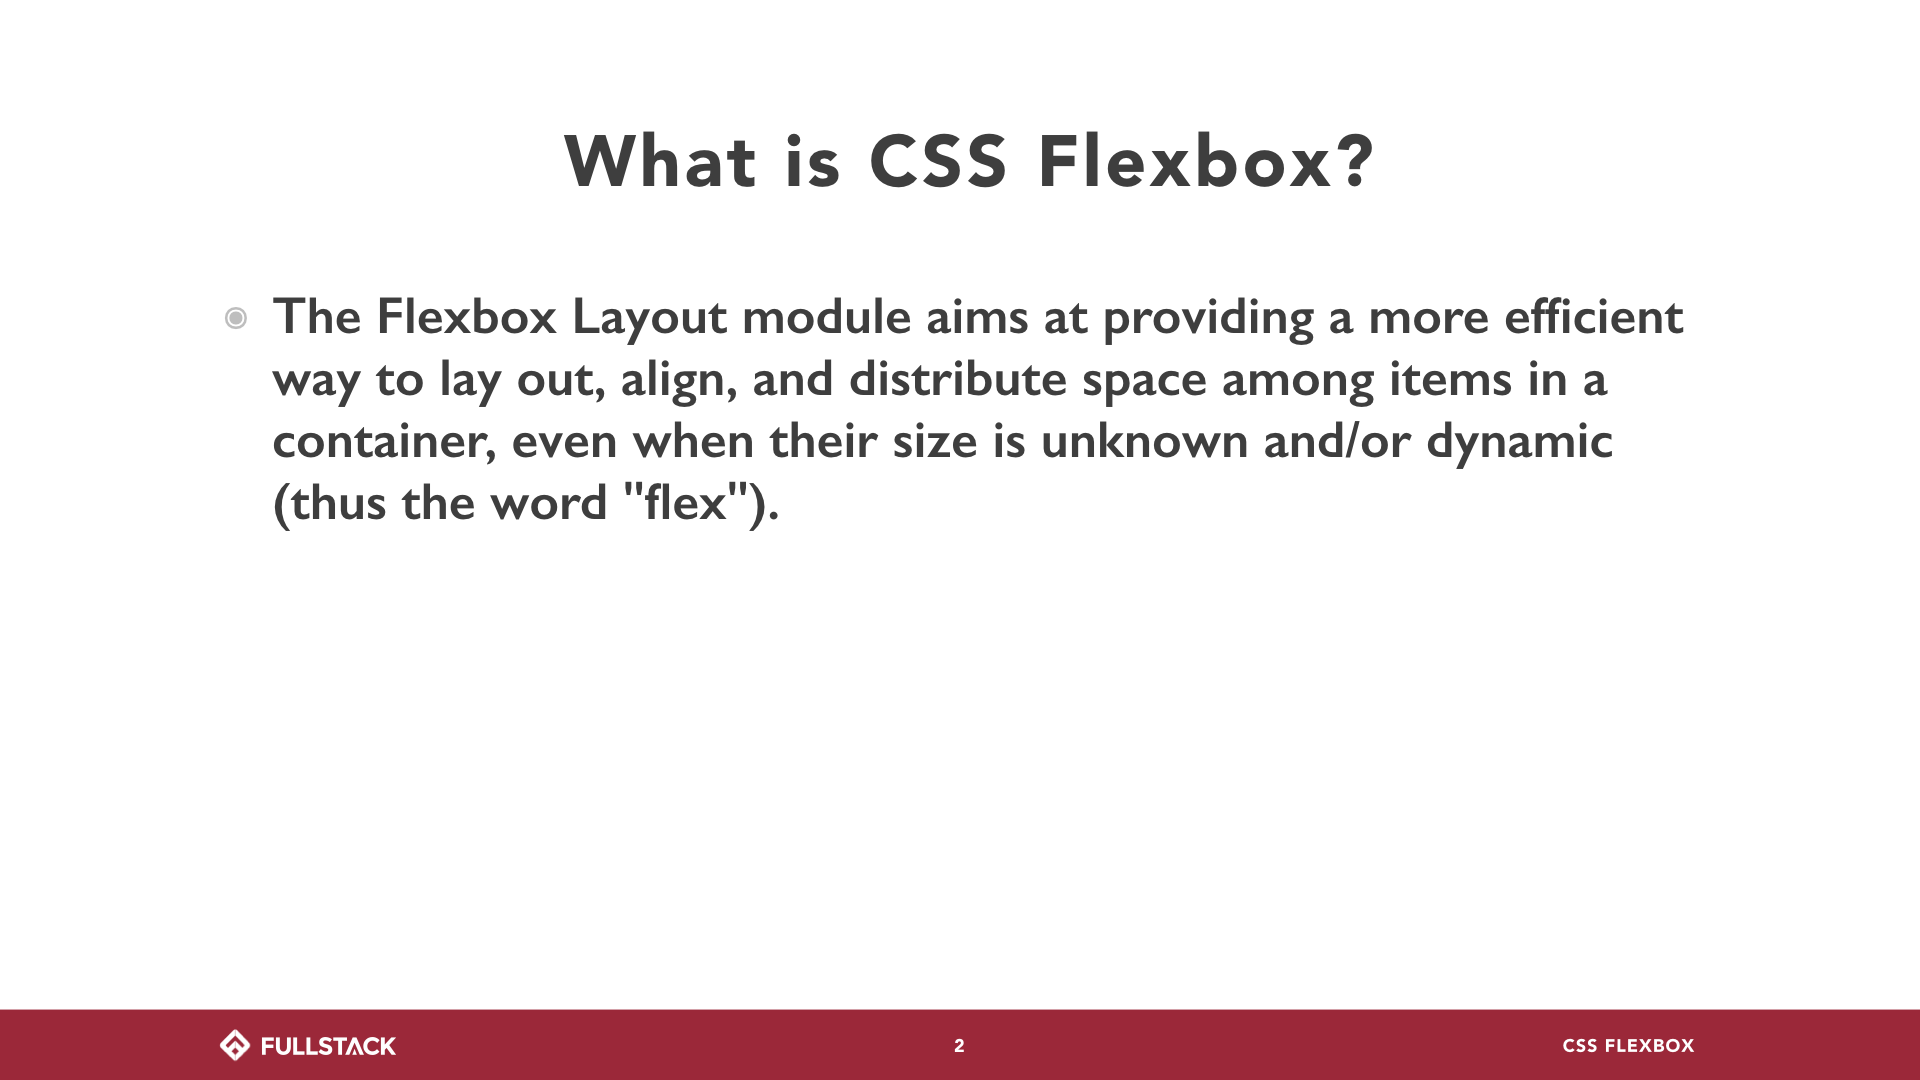 What is CSS Flexbox?
The Flexbox Layout module aims at providing a more efficient
way to lay out, align, and distribute space among items in a
container, even when their size is unknown and/or dynamic
(thus the word "flex").
FULLSTACK
2
CSS FLEXBOX